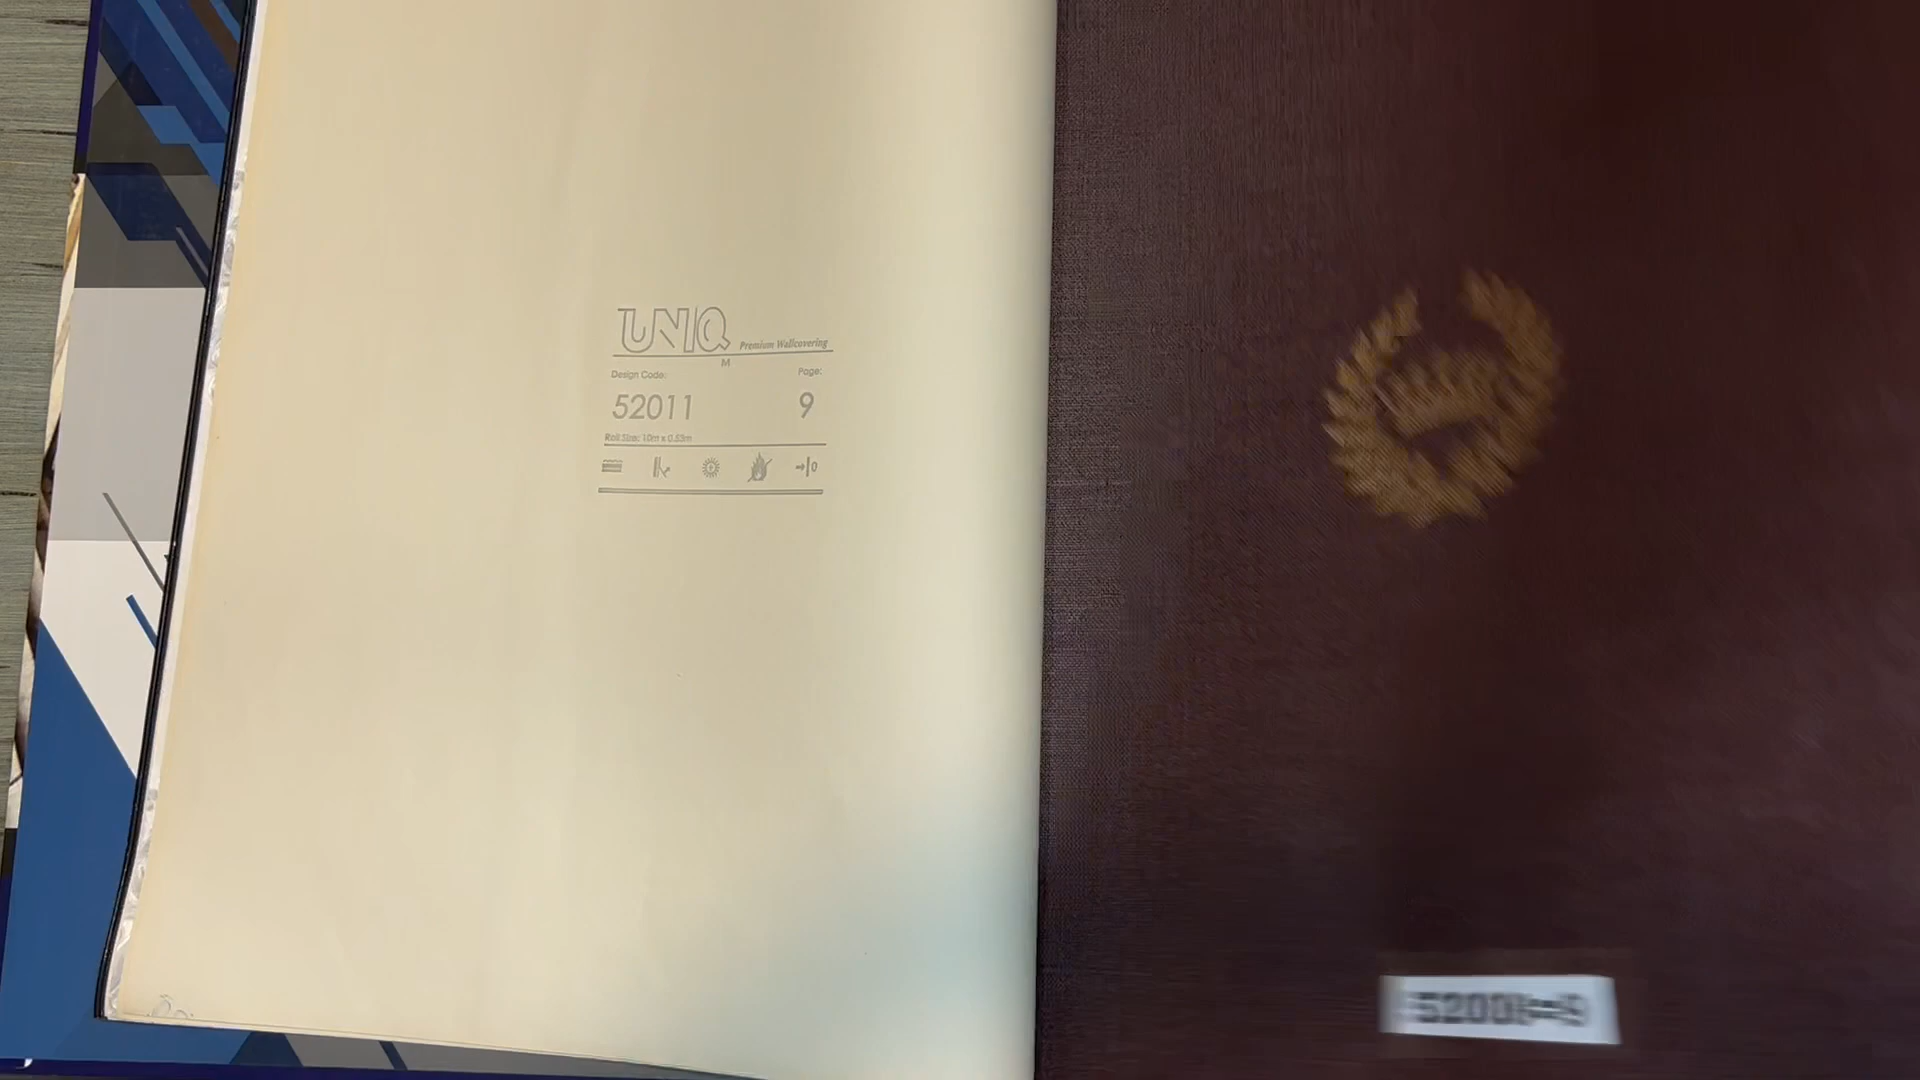 UNIQ Premium Wallcovering
M
Design Code: Page:
52011 9
Roll Size: 10m x 0.53m